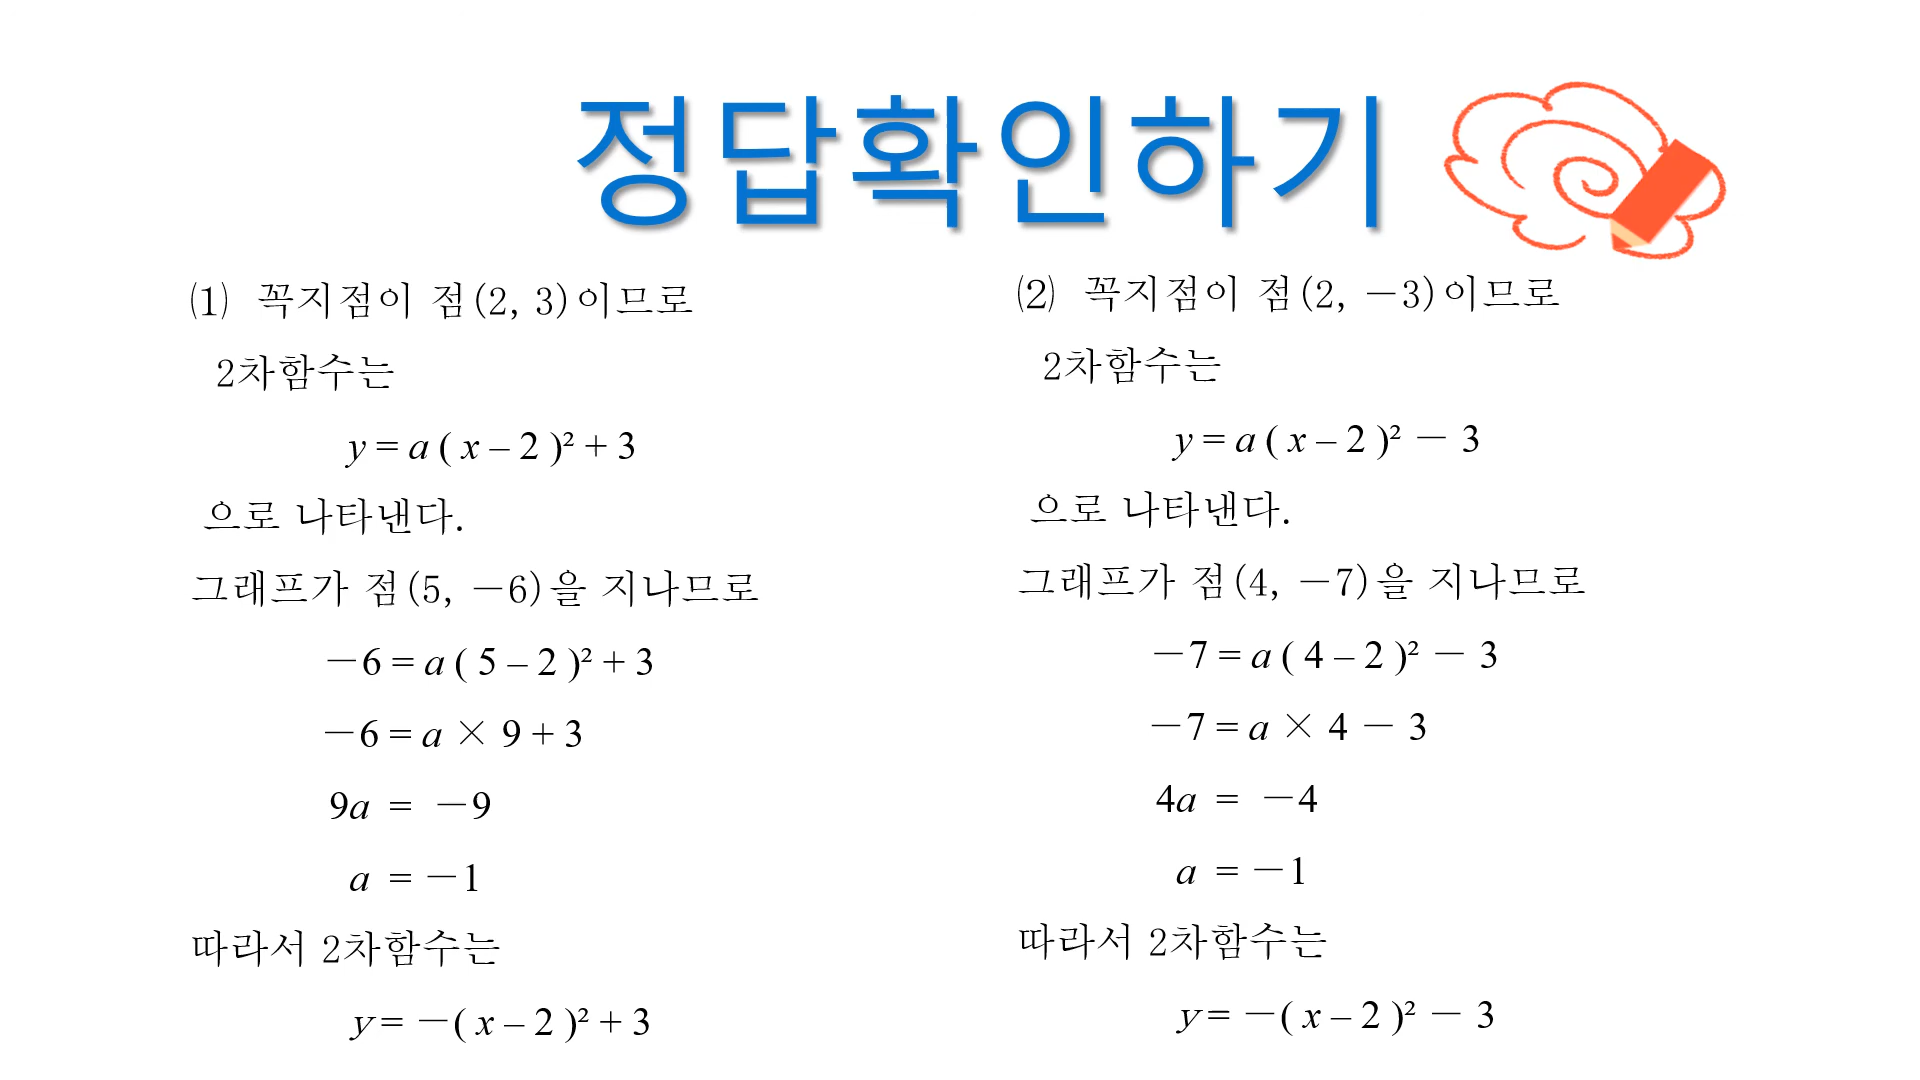 정답확인하기
⑴ 꼭지점이 점(2, 3)이므로
2차함수는
y = a ( x – 2 )² + 3
으로 나타낸다.
그래프가 점(5, －6)을 지나므로
－6 = a ( 5 – 2 )² + 3
－6 = a × 9 + 3
9a = －9
a = －1
따라서 2차함수는
y = －( x – 2 )² + 3
⑵ 꼭지점이 점(2, －3)이므로
2차함수는
y = a ( x – 2 )² － 3
으로 나타낸다.
그래프가 점(4, －7)을 지나므로
－7 = a ( 4 – 2 )² － 3
－7 = a × 4 － 3
4a = －4
a = －1
따라서 2차함수는
y = －( x – 2 )² － 3